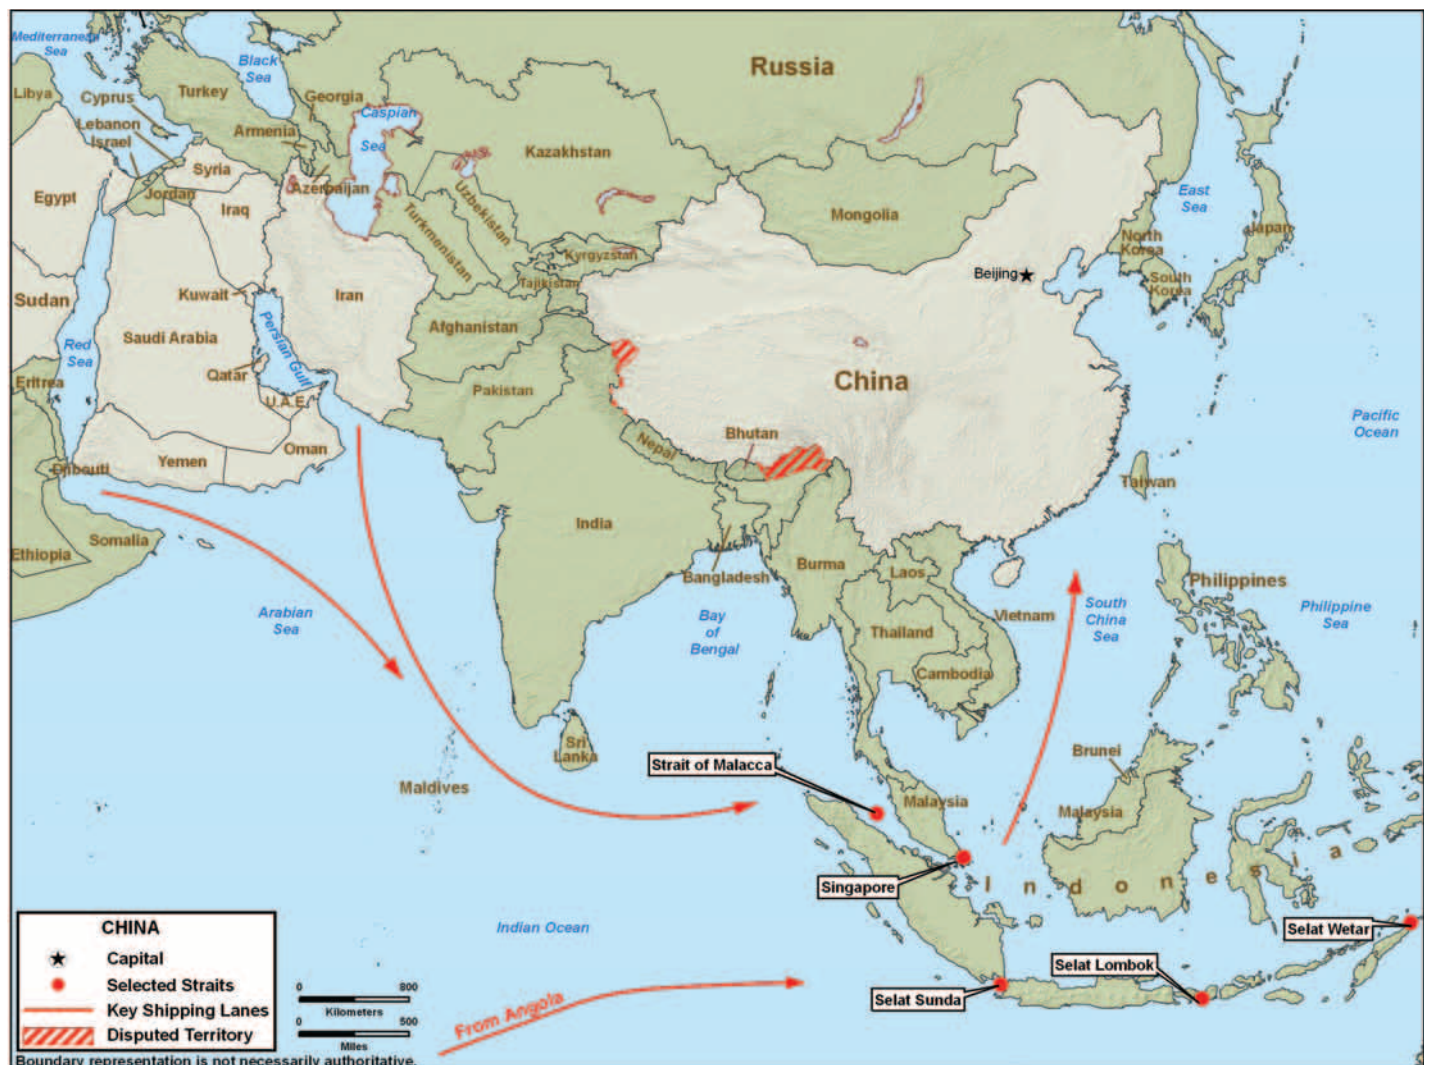 Mediterranean
Sea
Black
Sea
Russia
Libya
Cyprus
Turkey
Georgia
Caspian
Sea
Lebanon
Israel
Armenia
Kazakhstan
Syria
Azerbaijan
Egypt
Jordan
Iraq
Uzbekistan
Turkmenistan
Mongolia
East
Sea
North
Korea
Japan
Kyrgyzstan
Tajikistan
Beijing
South
Korea
Sudan
Kuwait
Iran
Saudi Arabia
Persian Gulf
Afghanistan
Red
Sea
Qatar
Eritrea
U.A.E.
Pakistan
China
Pacific
Ocean
Bhutan
Nepal
Oman
Yemen
Djibouti
Taiwan
India
Somalia
Ethiopia
Burma
Laos
Bangladesh
Philippines
Arabian
Sea
Bay
of
Bengal
Vietnam
South
China
Sea
Philippine
Sea
Thailand
Cambodia
Sri
Lanka
Brunei
Strait of Malacca
Maldives
Malaysia
Malaysia
Singapore
Indonesia
Indian Ocean
Selat Wetar
Selat Lombok
Selat Sunda
From Angola
CHINA
Capital
Selected Straits
Key Shipping Lanes
Disputed Territory
0 800
Kilometers
0 500
Miles
Boundary representation is not necessarily authoritative.